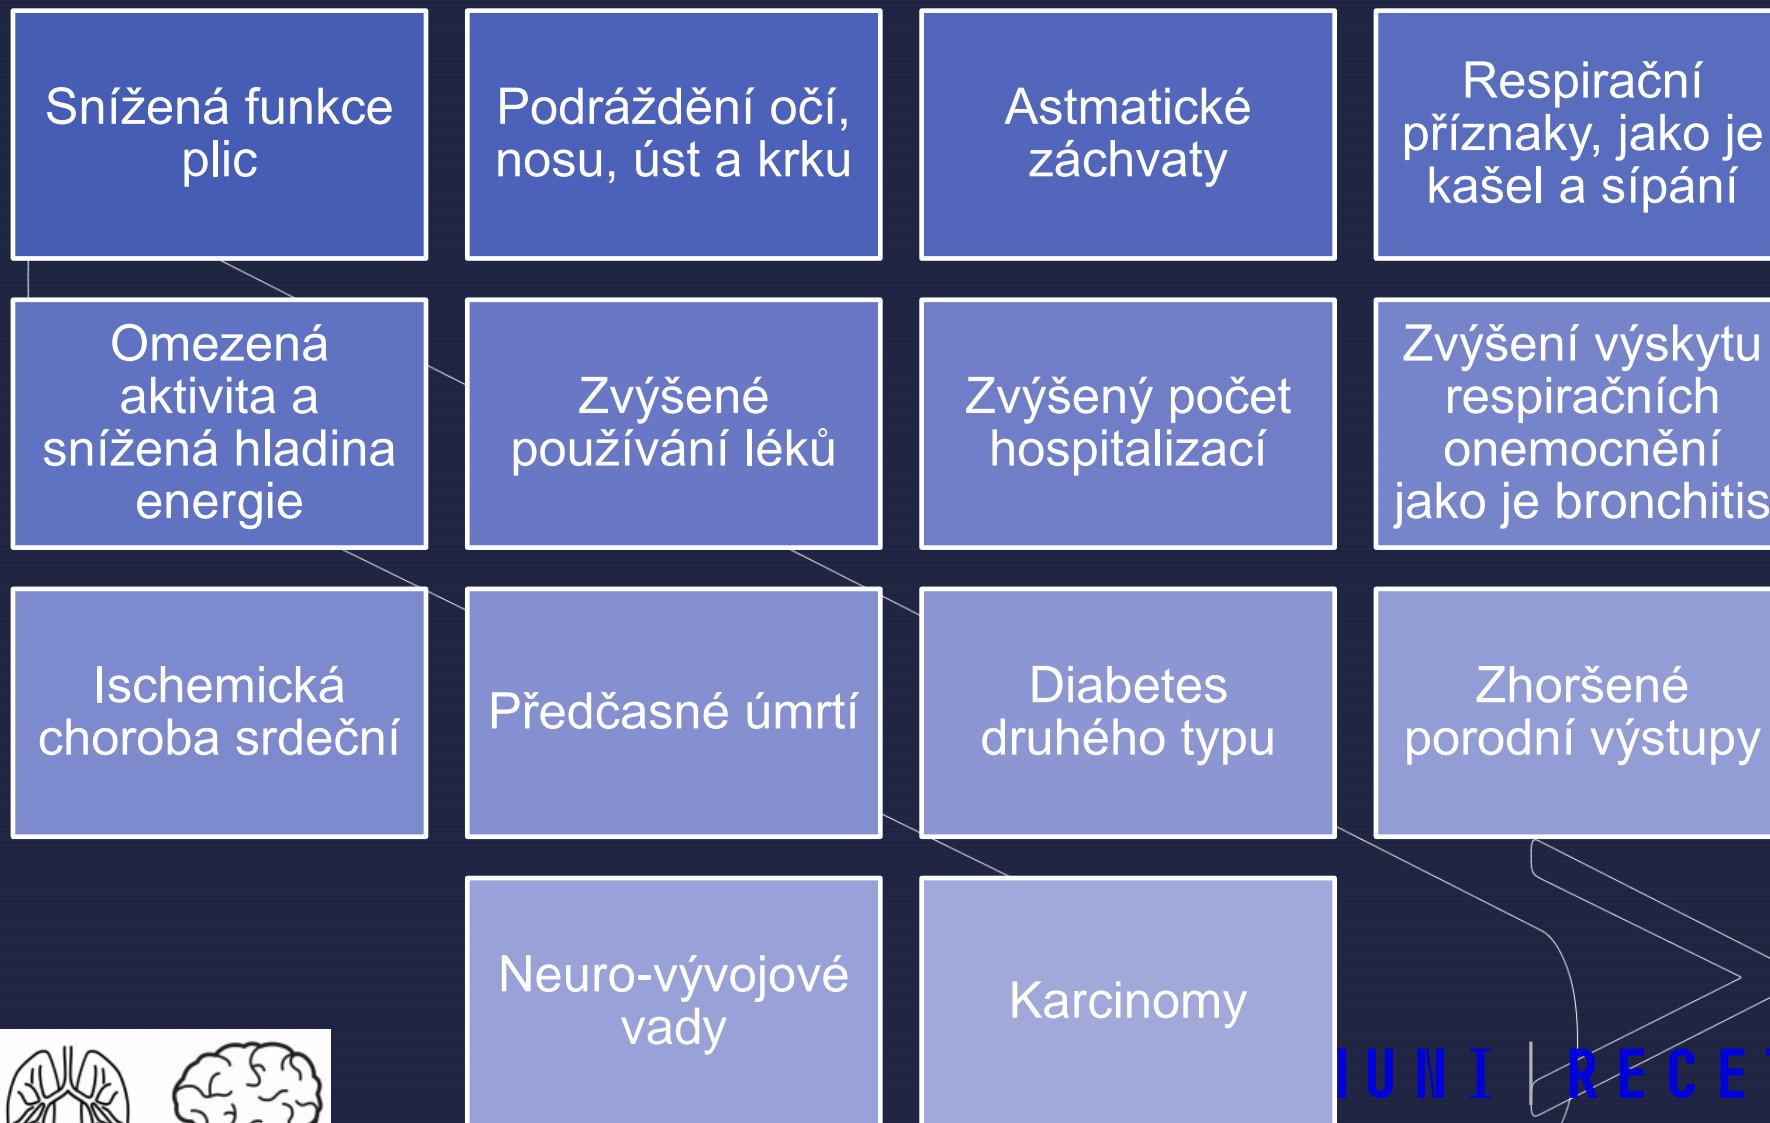 Snížená funkce
plic
Podráždění očí,
nosu, úst a krku
Astmatické
záchvaty
Respirační
příznaky, jako je
kašel a sípání
Omezená
aktivita a
snížená hladina
energie
Zvýšené
používání léků
Zvýšený počet
hospitalizací
Zvýšení výskytu
respiračních
onemocnění
jako je bronchitis
Ischemická
choroba srdeční
Předčasné úmrtí
Diabetes
druhého typu
Zhoršené
porodní výstupy
Neuro-vývojové
vady
Karcinomy